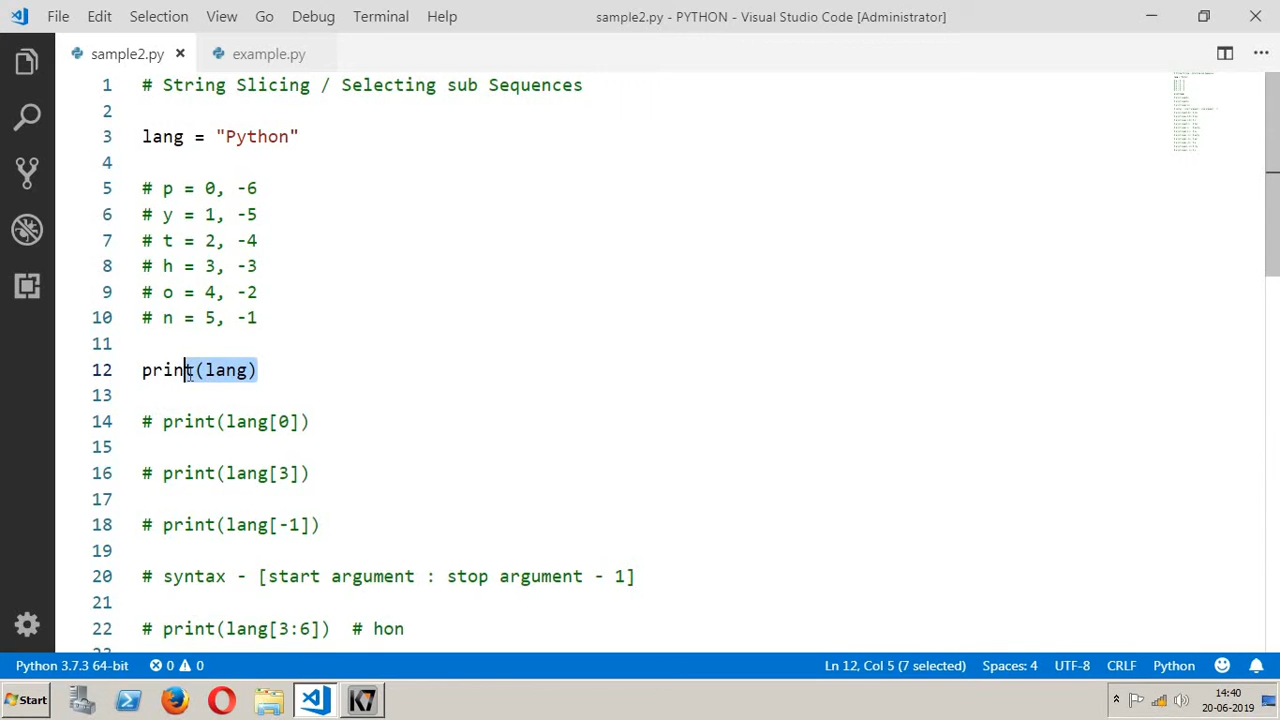 File Edit Selection View Go Debug Terminal Help sample2.py - PYTHON - Visual Studio Code [Administrator]
sample2.py example.py
1 # String Slicing / Selecting sub Sequences
2
3 lang = "Python"
4
5 # p = 0, -6
6 # y = 1, -5
7 # t = 2, -4
8 # h = 3, -3
9 # o = 4, -2
10 # n = 5, -1
11
12 print(lang)
13
14 # print(lang[0])
15
16 # print(lang[3])
17
18 # print(lang[-1])
19
20 # syntax - [start argument : stop argument - 1]
21
22 # print(lang[3:6]) # hon
Python 3.7.3 64-bit 0 0 Ln 12, Col 5 (7 selected) Spaces: 4 UTF-8 CRLF Python
Start K7 14:40
20-06-2019